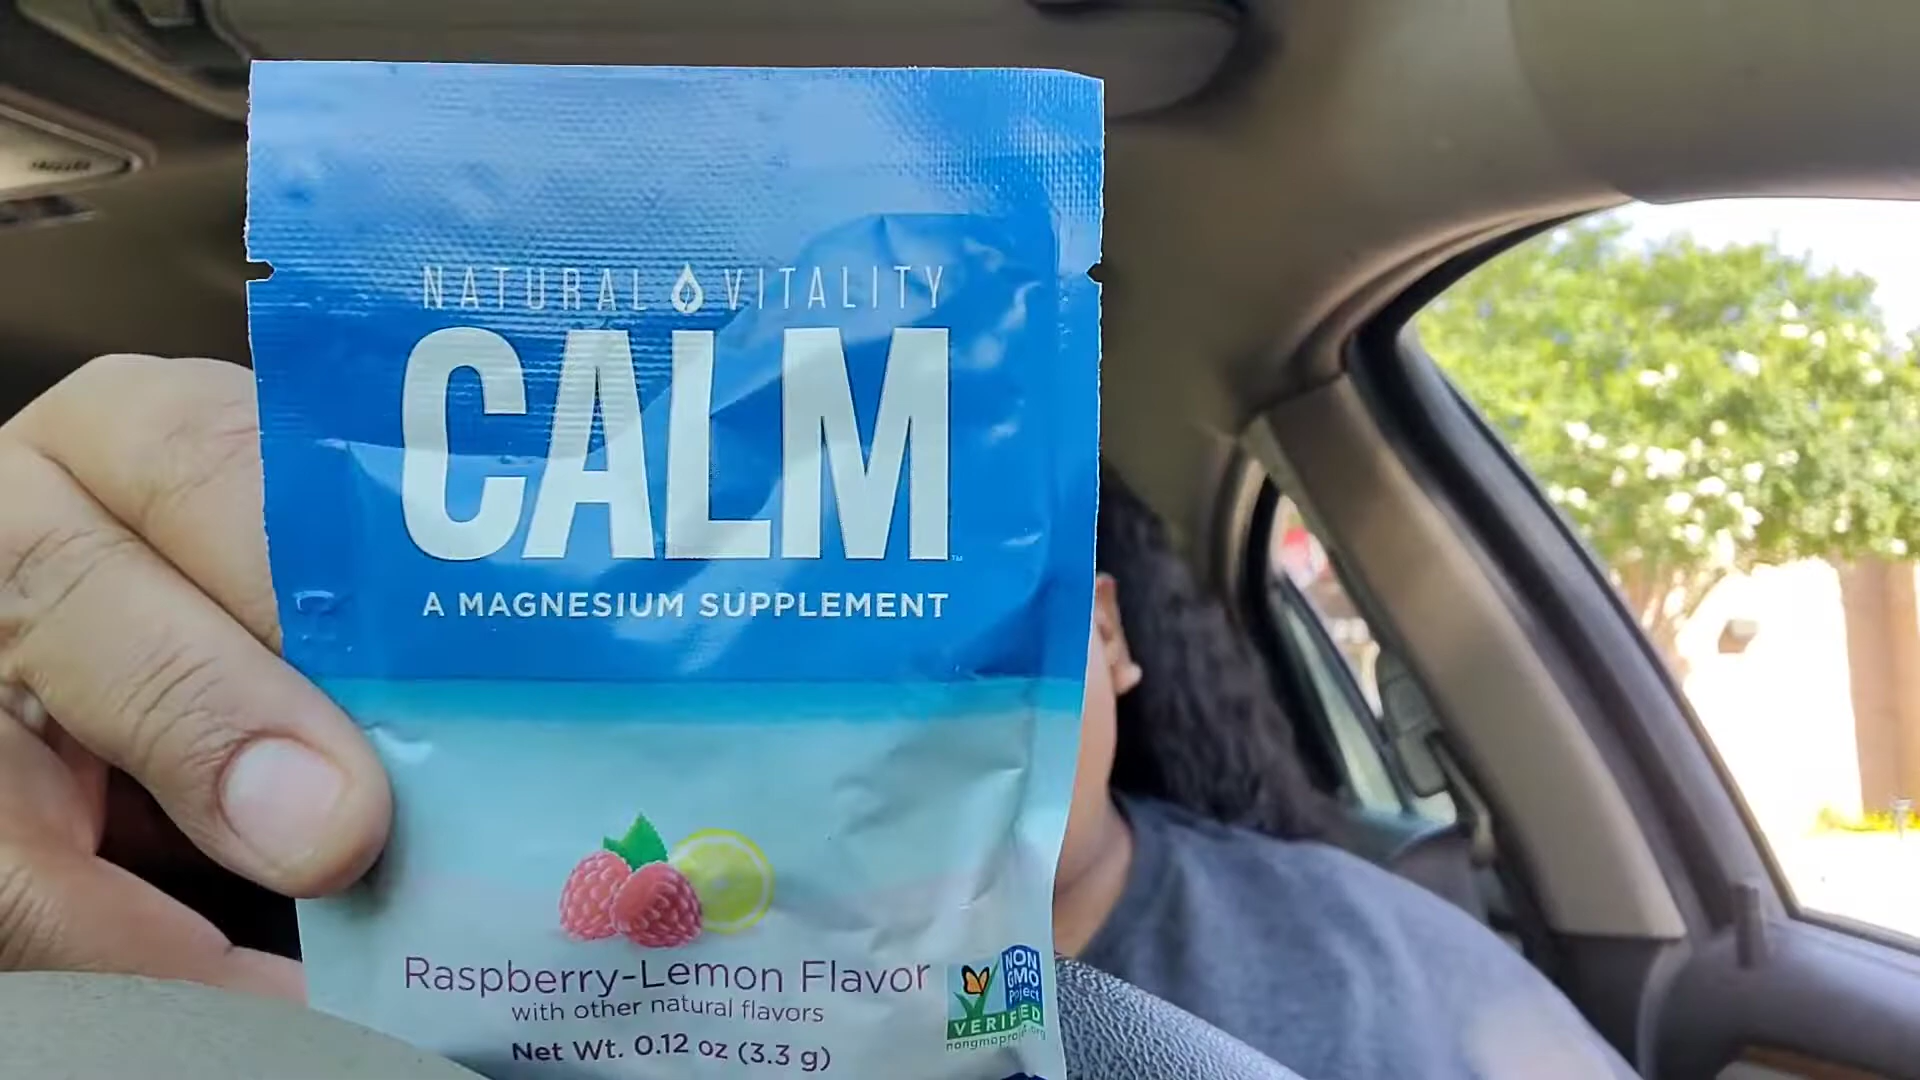 NATURAL VITALITY
CALM™
A MAGNESIUM SUPPLEMENT
Raspberry-Lemon Flavor
with other natural flavors
Net Wt. 0.12 oz (3.3 g)
NON
GMO
Project
VERIFIED